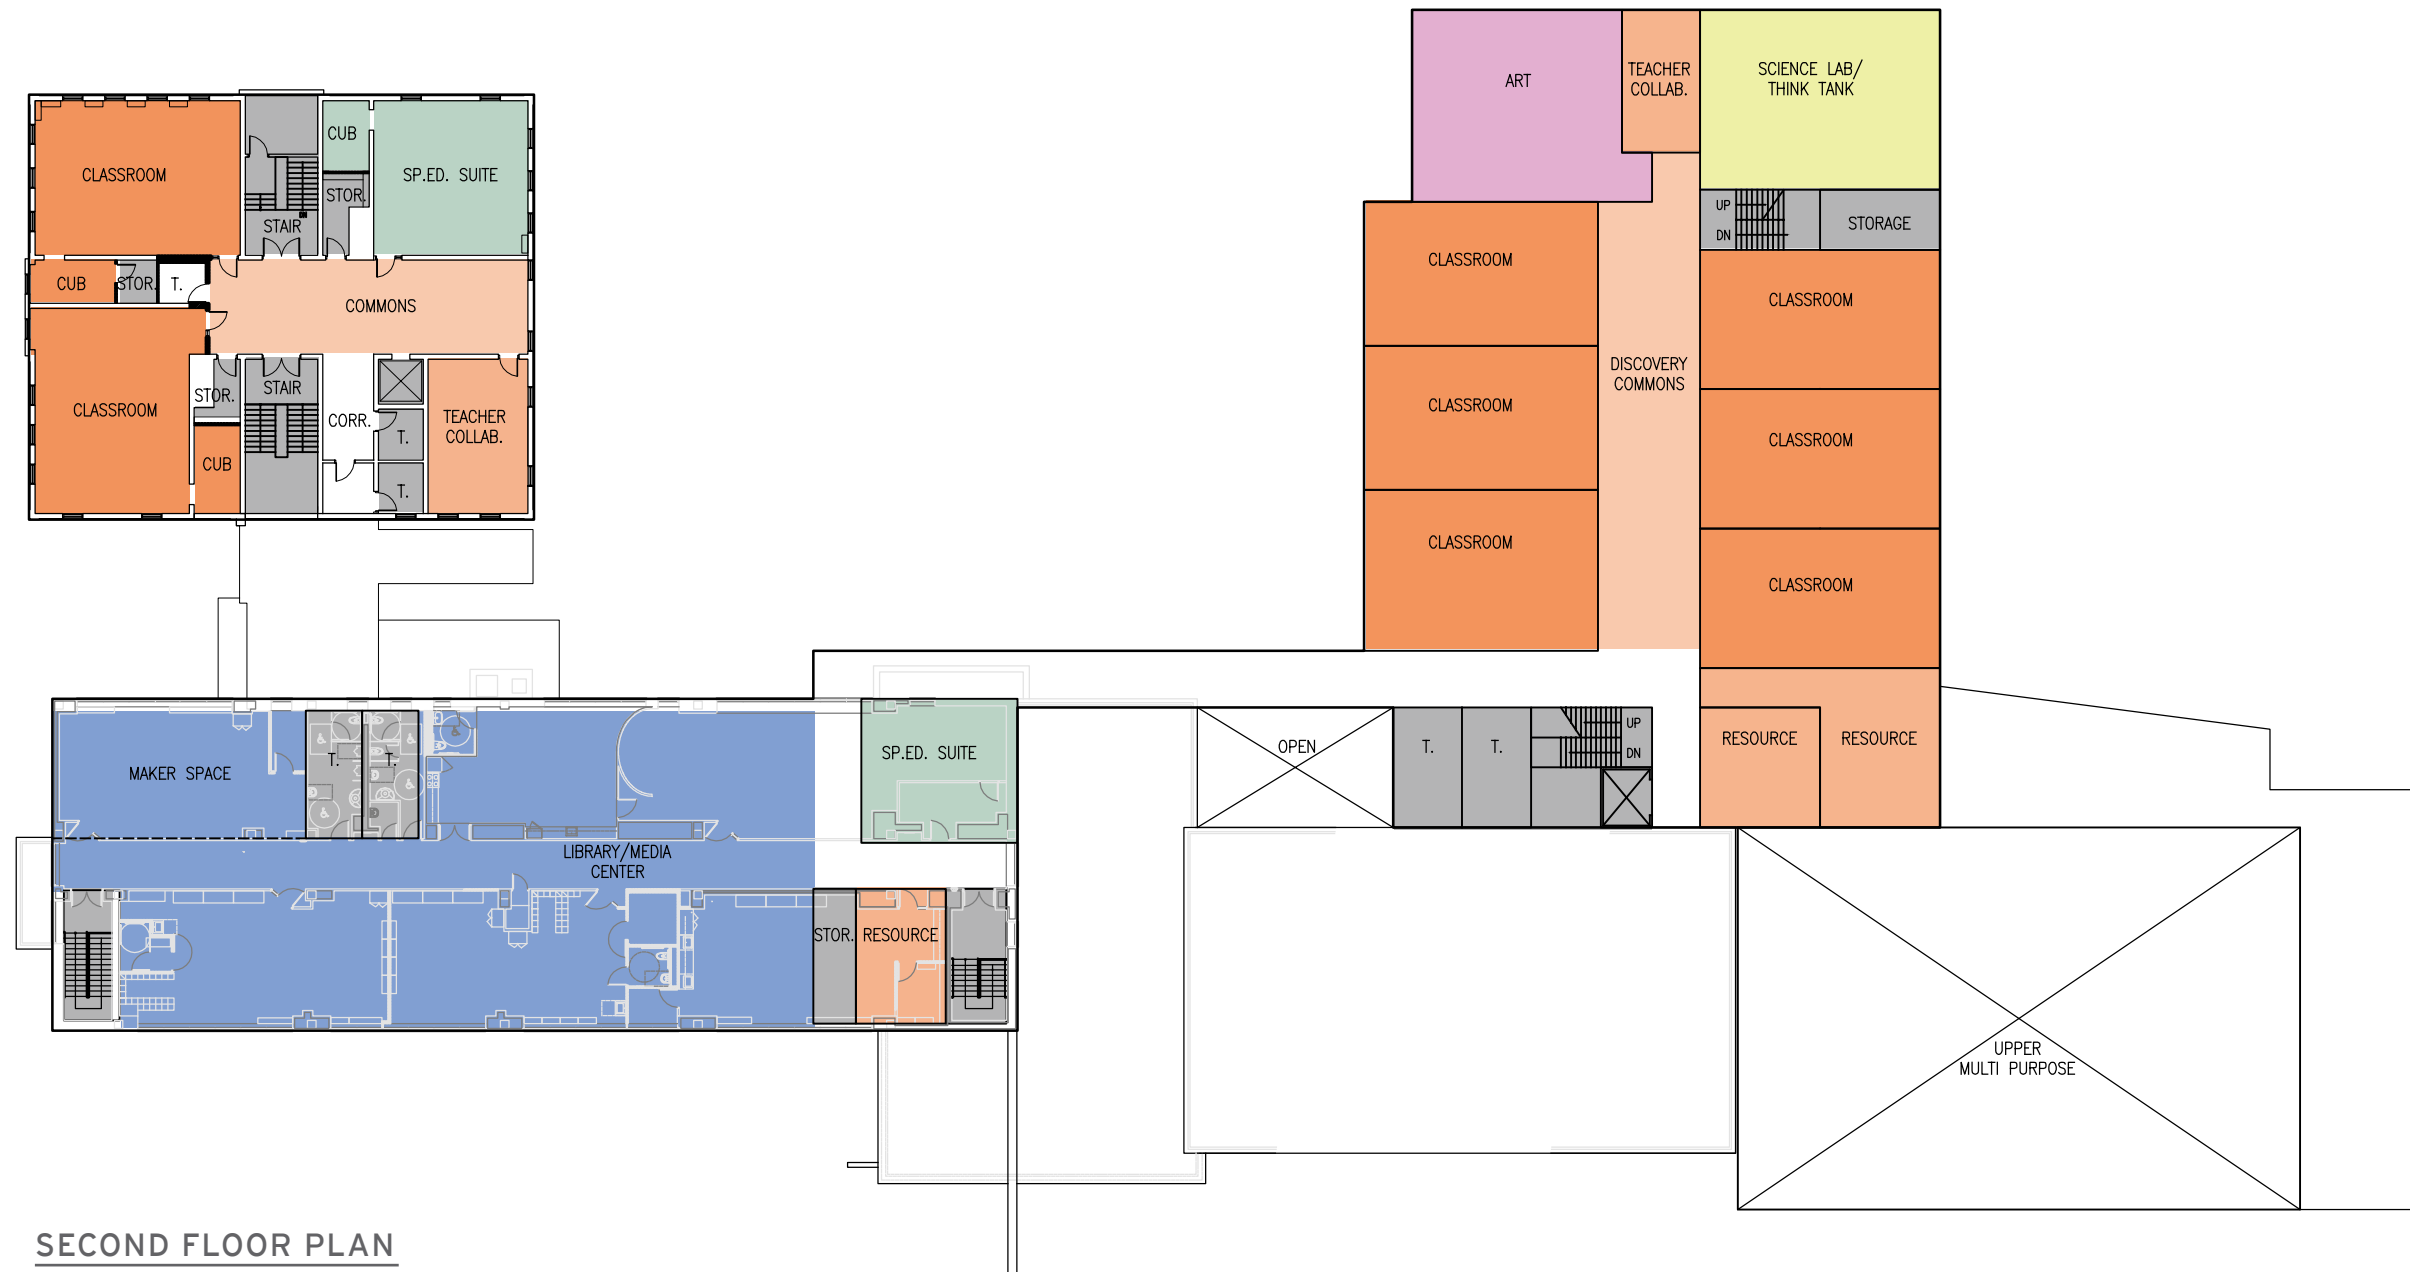 ART
TEACHER
COLLAB.
SCIENCE LAB/
THINK TANK
CUB
CLASSROOM
SP.ED. SUITE
STOR.
STAIR
UP
DN
STORAGE
CLASSROOM
CUB
STOR.
T.
COMMONS
CLASSROOM
DISCOVERY
COMMONS
STAIR
STOR.
CLASSROOM
CORR.
TEACHER
COLLAB.
T.
CLASSROOM
CLASSROOM
CUB
T.
CLASSROOM
CLASSROOM
MAKER SPACE
T.
T.
SP.ED. SUITE
OPEN
T.
T.
UP
DN
RESOURCE
RESOURCE
LIBRARY/MEDIA
CENTER
STOR.
RESOURCE
UPPER
MULTI PURPOSE
SECOND FLOOR PLAN